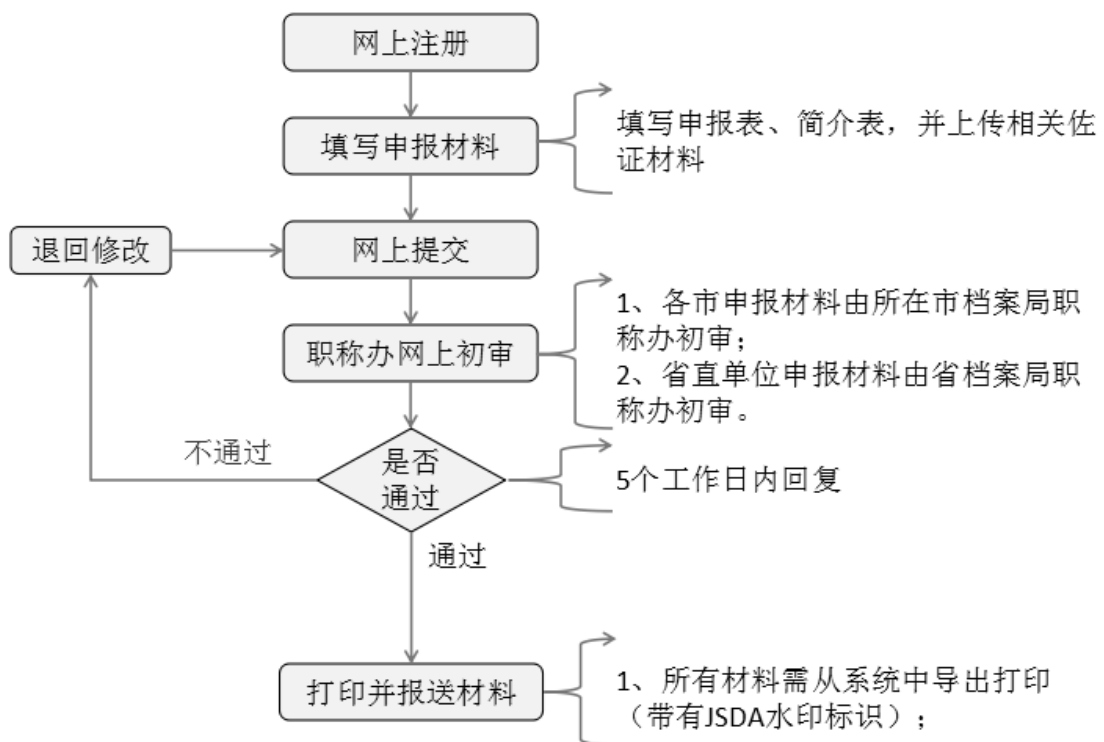 网上注册
填写申报材料
填写申报表、简介表，并上传相关佐
证材料
退回修改
网上提交
职称办网上初审
1、各市申报材料由所在市档案局职
称办初审；
2、省直单位申报材料由省档案局职
称办初审。
不通过
是否
通过
5个工作日内回复
通过
打印并报送材料
1、所有材料需从系统中导出打印
（带有JSDA水印标识）；